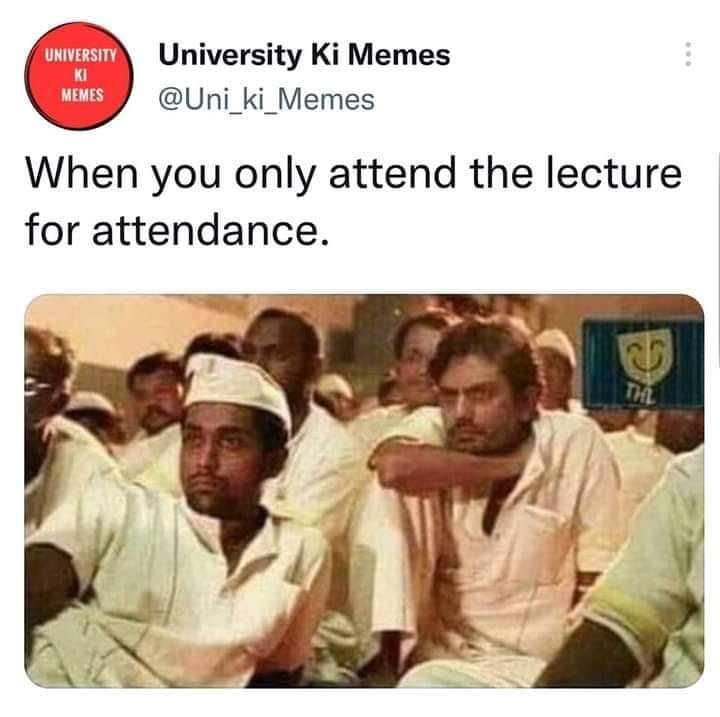 UNIVERSITY
KI
MEMES
University Ki Memes
@Uni_ki_Memes
When you only attend the lecture
for attendance.
THL